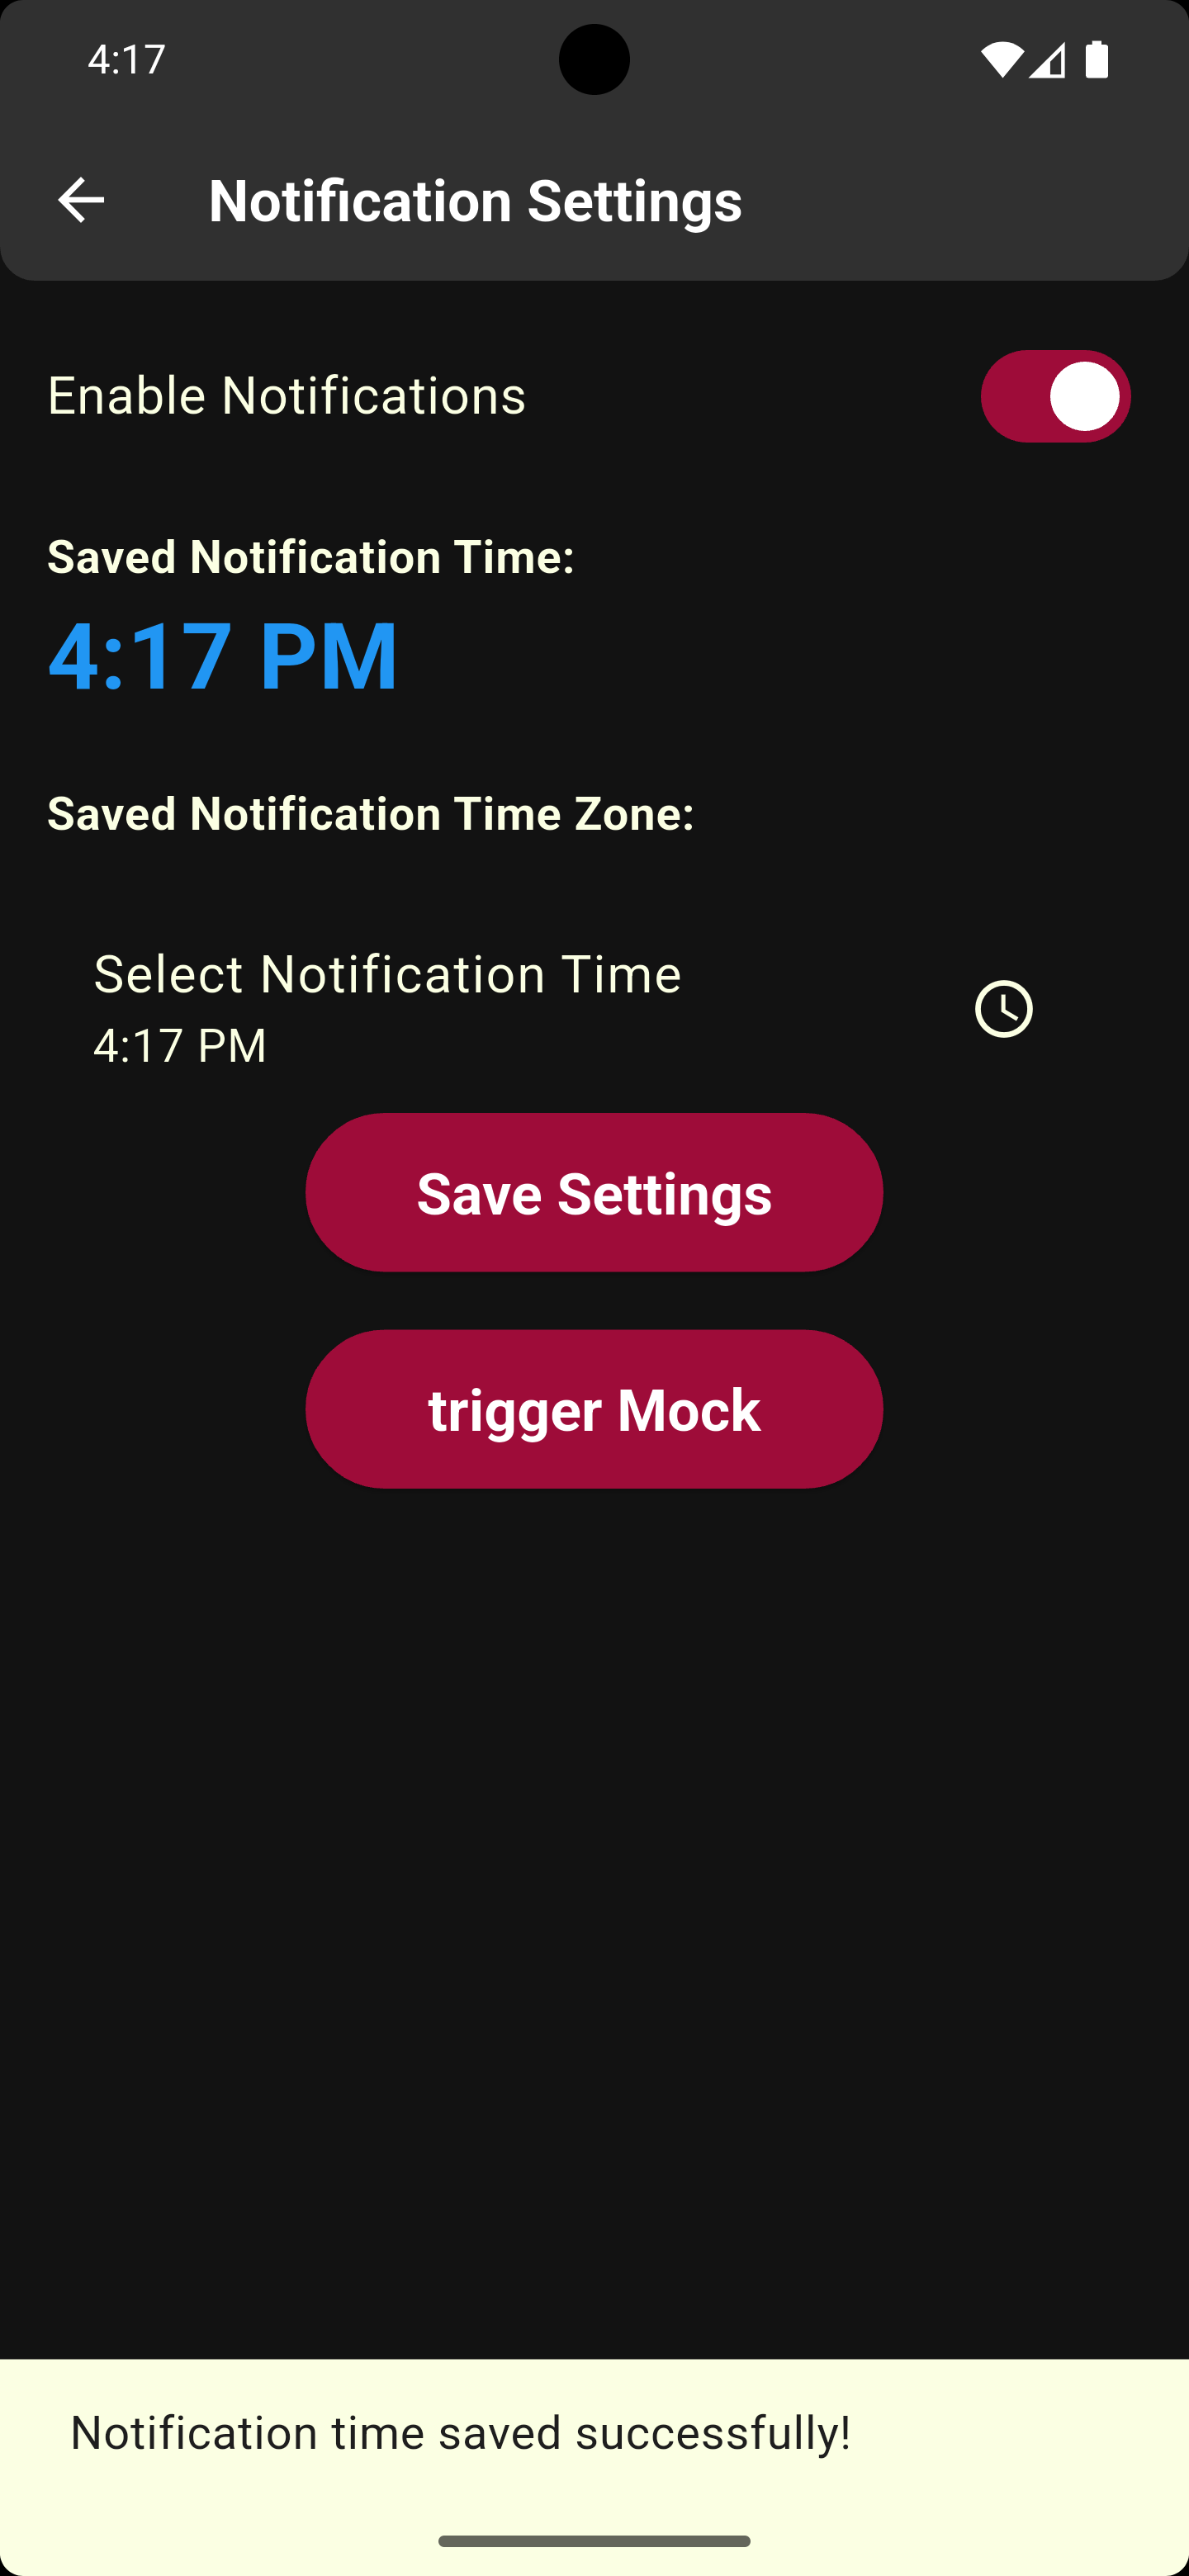 4:17
Notification Settings
Enable Notifications
Saved Notification Time:
4:17 PM
Saved Notification Time Zone:
Select Notification Time
4:17 PM
Save Settings
trigger Mock
Notification time saved successfully!